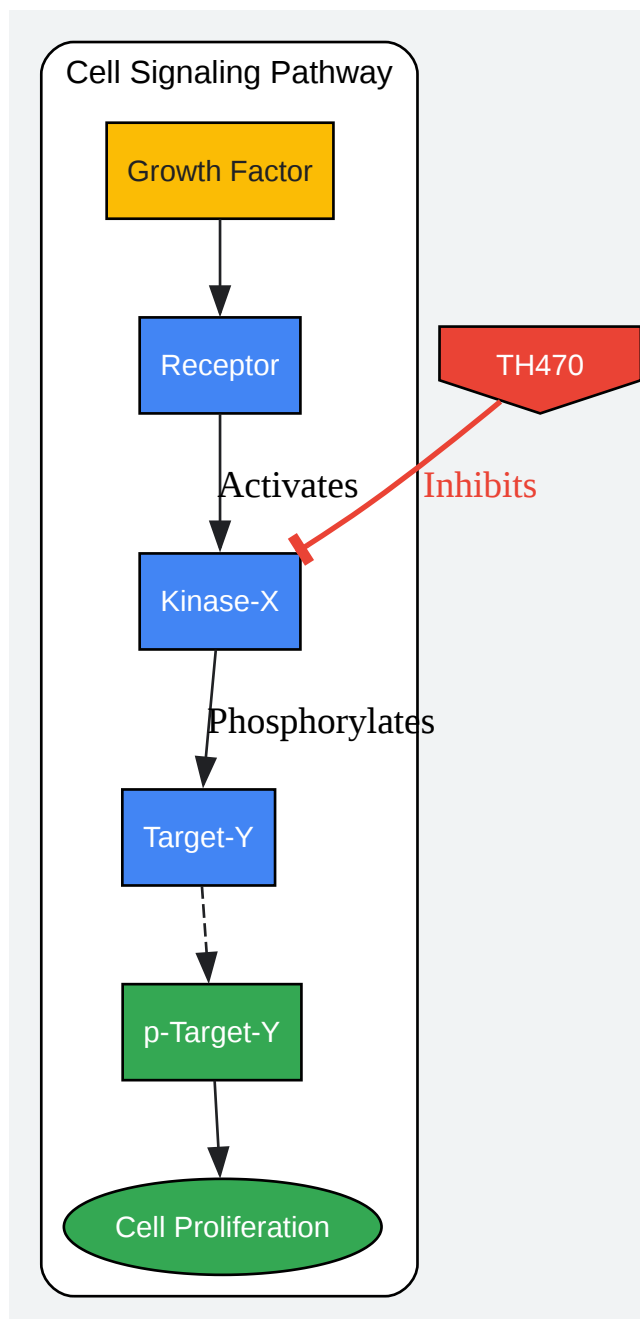 Cell Signaling Pathway
Growth Factor
Receptor
TH470
Activates
Inhibits
Kinase-X
Phosphorylates
Target-Y
p-Target-Y
Cell Proliferation